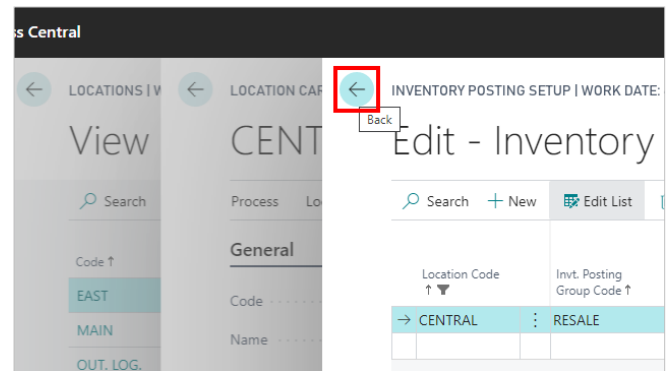 ss Central
LOCATIONS | W
View
Search
Code ↑
EAST
MAIN
OUT. LOG.
LOCATION CAR
CENT
Process Lo
General
Code
Name
INVENTORY POSTING SETUP | WORK DATE:
Back
Edit - Inventory
Search + New Edit List
Location Code
↑
Invt. Posting
Group Code ↑
→ CENTRAL RESALE